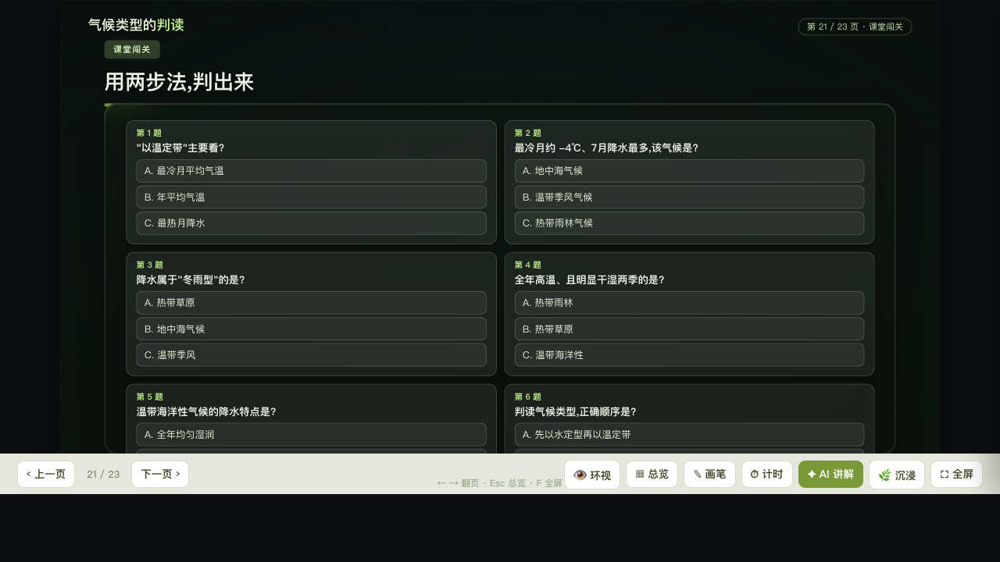 气候类型的判读
第 21 / 23 页 · 课堂闯关
课堂闯关
用两步法,判出来
第 1 题
"以温定带"主要看?
A. 最冷月平均气温
B. 年平均气温
C. 最热月降水
第 2 题
最冷月约 −4℃、7月降水最多,该气候是?
A. 地中海气候
B. 温带季风气候
C. 热带雨林气候
第 3 题
降水属于"冬雨型"的是?
A. 热带草原
B. 地中海气候
C. 温带季风
第 4 题
全年高温、且明显干湿两季的是?
A. 热带雨林
B. 热带草原
C. 温带海洋性
第 5 题
温带海洋性气候的降水特点是?
A. 全年均匀湿润
第 6 题
判读气候类型,正确顺序是?
A. 先以水定型再以温定带
‹ 上一页
21 / 23
下一页 ›
← → 翻页 · Esc 总览 · F 全屏
环视
总览
画笔
计时
AI 讲解
沉浸
全屏